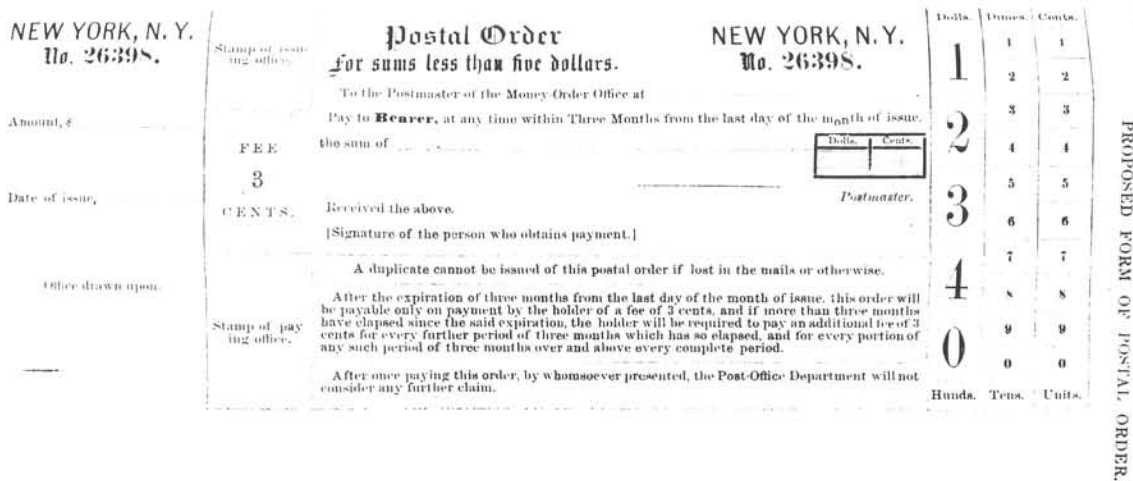 NEW YORK, N. Y.
No. 26398.
Amount, $
Date of issue,
Office drawn upon.
Stamp of issu-
ing office.
FEE
3
CENTS.
Stamp of pay
ing office.
Postal Order
For sums less than five dollars.
NEW YORK, N. Y.
No. 26398.
To the Postmaster of the Money-Order Office at
Pay to Bearer, at any time within Three Months from the last day of the month of issue.
the sum of
Dolls. Cents.
Postmaster.
Received the above.
[Signature of the person who obtains payment.]
A duplicate cannot be issued of this postal order if lost in the mails or otherwise.
After the expiration of three months from the last day of the month of issue, this order will
be payable only on payment by the holder of a fee of 3 cents, and if more than three months
have elapsed since the said expiration, the holder will be required to pay an additional fee of 3
cents for every further period of three months which has so elapsed, and for every portion of
any such period of three months over and above every complete period.
After once paying this order, by whomsoever presented, the Post-Office Department will not
consider any further claim.
Dolls. Dimes. Cents.
1 1 1
2 2
2 3 3
4 4
3 5 5
6 6
4 7 7
8 8
0 9 9
0 0
Hunds. Tens. Units.
PROPOSED FORM OF POSTAL ORDER.